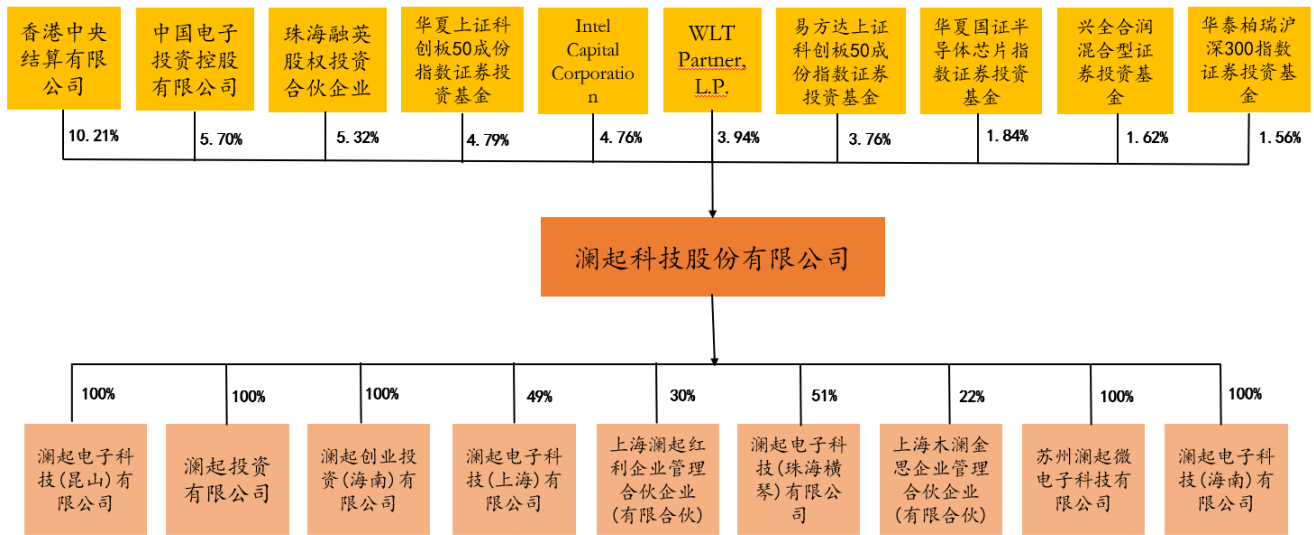 香港中央
结算有限
公司
中国电子
投资控股
有限公司
珠海融英
股权投资
合伙企业
华夏上证科
创板50成份
指数证券投
资基金
Intel
Capital
Corporatio
n
WLT
Partner,
L.P.
易方达上证
科创板50成
份指数证券
投资基金
华夏国证半
导体芯片指
数证券投资
基金
兴全合润
混合型证
券投资基
金
华泰柏瑞沪
深300指数
证券投资基
金
10.21%
5.70%
5.32%
4.79%
4.76%
3.94%
3.76%
1.84%
1.62%
1.56%
澜起科技股份有限公司
100%
100%
100%
49%
30%
51%
22%
100%
100%
澜起电子科
技(昆山)有
限公司
澜起投资
有限公司
澜起创业投
资(海南)有
限公司
澜起电子科
技(上海)有
限公司
上海澜起红
利企业管理
合伙企业
(有限合伙)
澜起电子科
技(珠海横
琴)有限公
司
上海木澜金
思企业管理
合伙企业
(有限合伙)
苏州澜起微
电子科技有
限公司
澜起电子科
技(海南)有
限公司